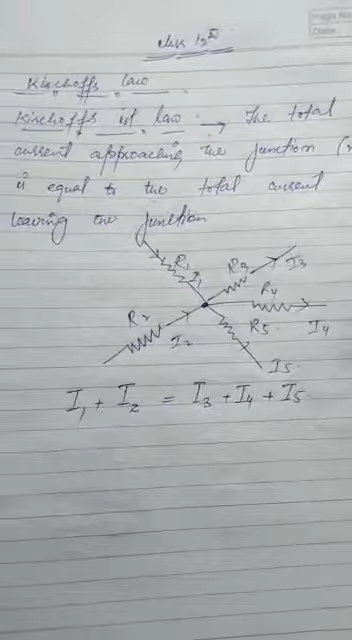 class 12th
Kirchoffs law
Kirchoffs 1st law → The total
current approaching the junction
is equal to the total current
leaving the junction
R1 I1 R3 I3
R4
R2 I2 R5 I4
I5
I1 + I2 = I3 + I4 + I5